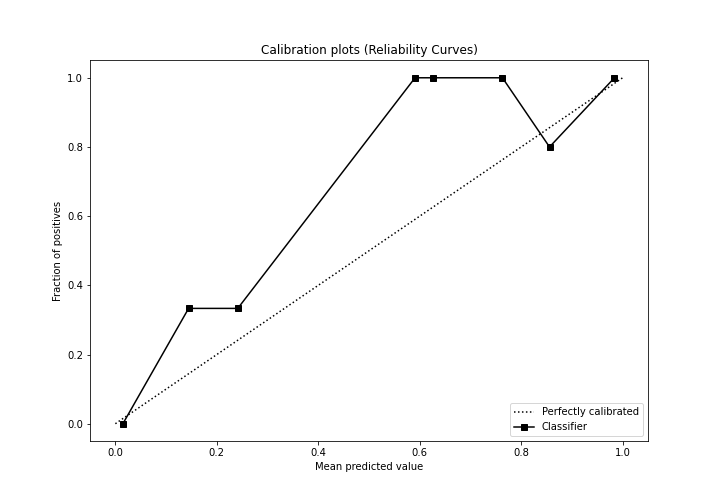 Calibration plots (Reliability Curves)
1.0
0.8
0.6
0.4
0.2
0.0
Fraction of positives
0.0 0.2 0.4 0.6 0.8 1.0
Mean predicted value
Perfectly calibrated
Classifier